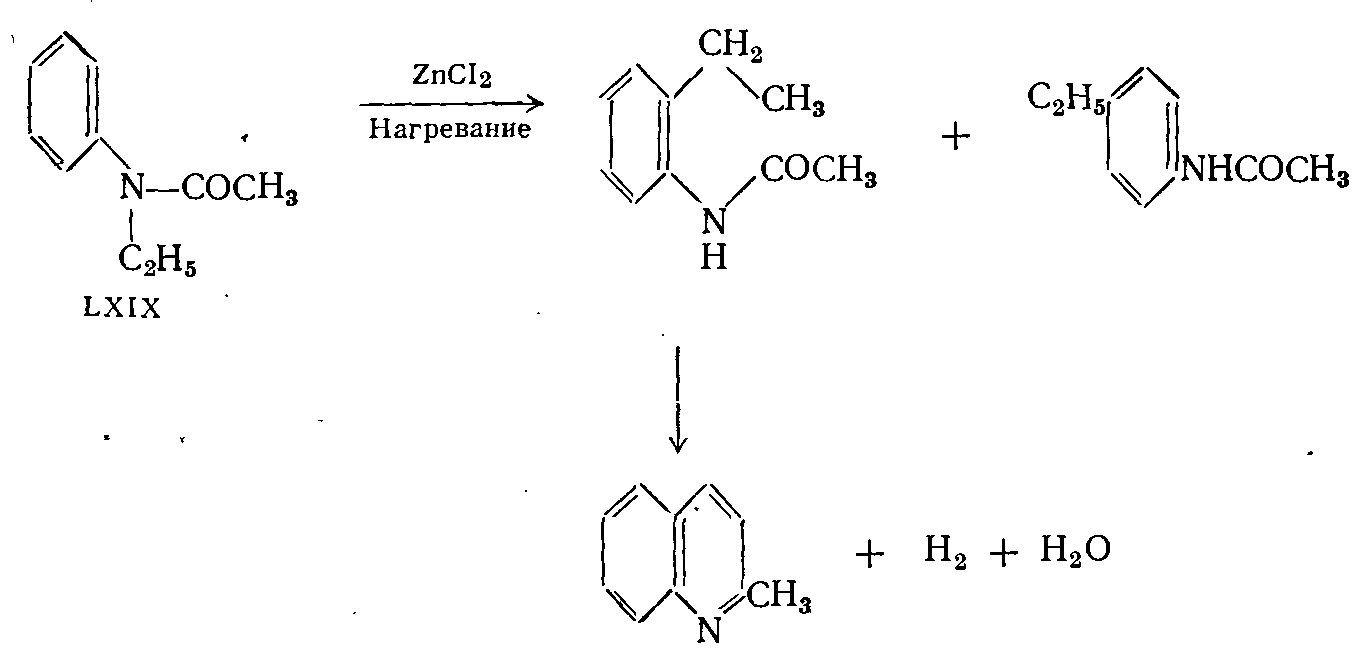 ZnCl₂
Нагревание
N—COCH₃
C₂H₅
LXIX
CH₂
CH₃
COCH₃
N
H
+
C₂H₅
NHCOCH₃
CH₃
N
+ H₂ + H₂O